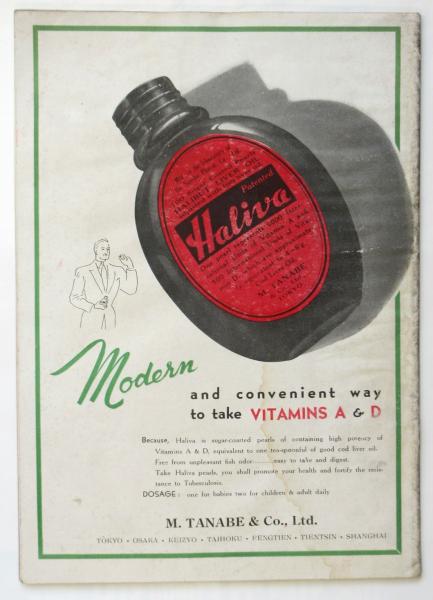 HALIBUT LIVER OIL
Patented
Haliva
M. TANABE
TOKYO
Modern
and convenient way
to take VITAMINS A & D
Because, Haliva is sugar-coated pearls of containing high potency of
Vitamins A & D, equivalent to one tea-spoonful of good cod liver oil.
Free from unpleasant fish odor......easy to take and digest.
Take Haliva pearls, you shall promote your health and fortify the resis-
tance to Tuberculosis.
DOSAGE : one for babies two for children & adult daily
M. TANABE & Co., Ltd.
TŌKYO · OSAKA · KEIZYO · TAIHOKU · FENGTIEN · TIENTSIN · SHANGHAI